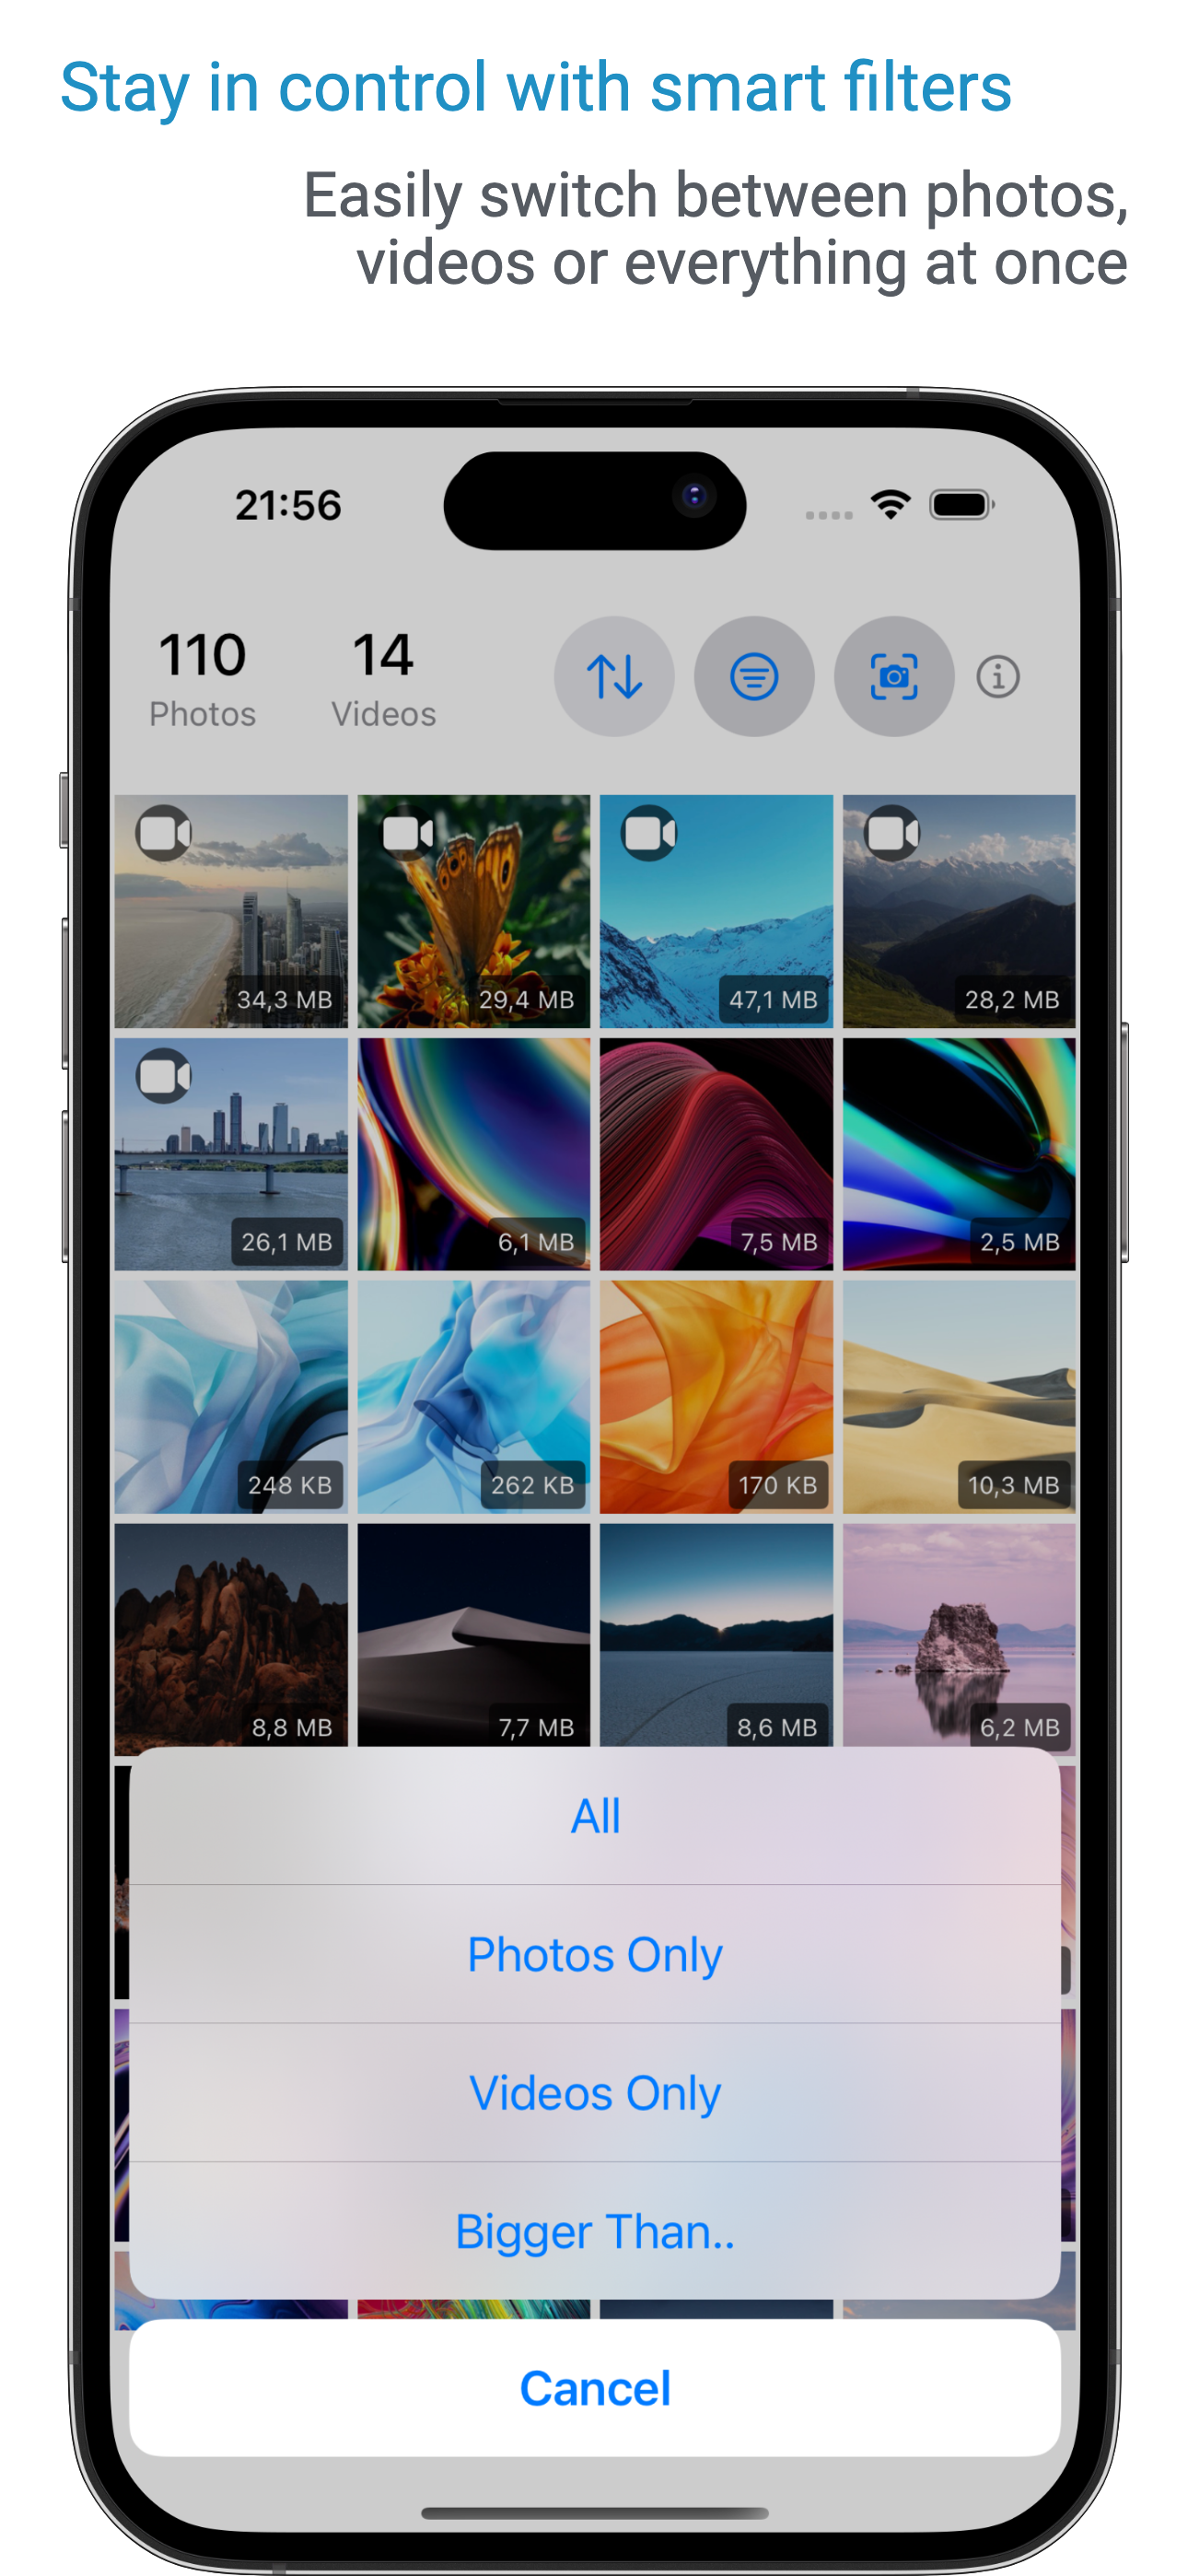 Stay in control with smart filters
Easily switch between photos,
videos or everything at once
21:56
110
Photos
14
Videos
34,3 MB
29,4 MB
47,1 MB
28,2 MB
26,1 MB
6,1 MB
7,5 MB
2,5 MB
248 KB
262 KB
170 KB
10,3 MB
8,8 MB
7,7 MB
8,6 MB
6,2 MB
All
Photos Only
Videos Only
Bigger Than..
Cancel